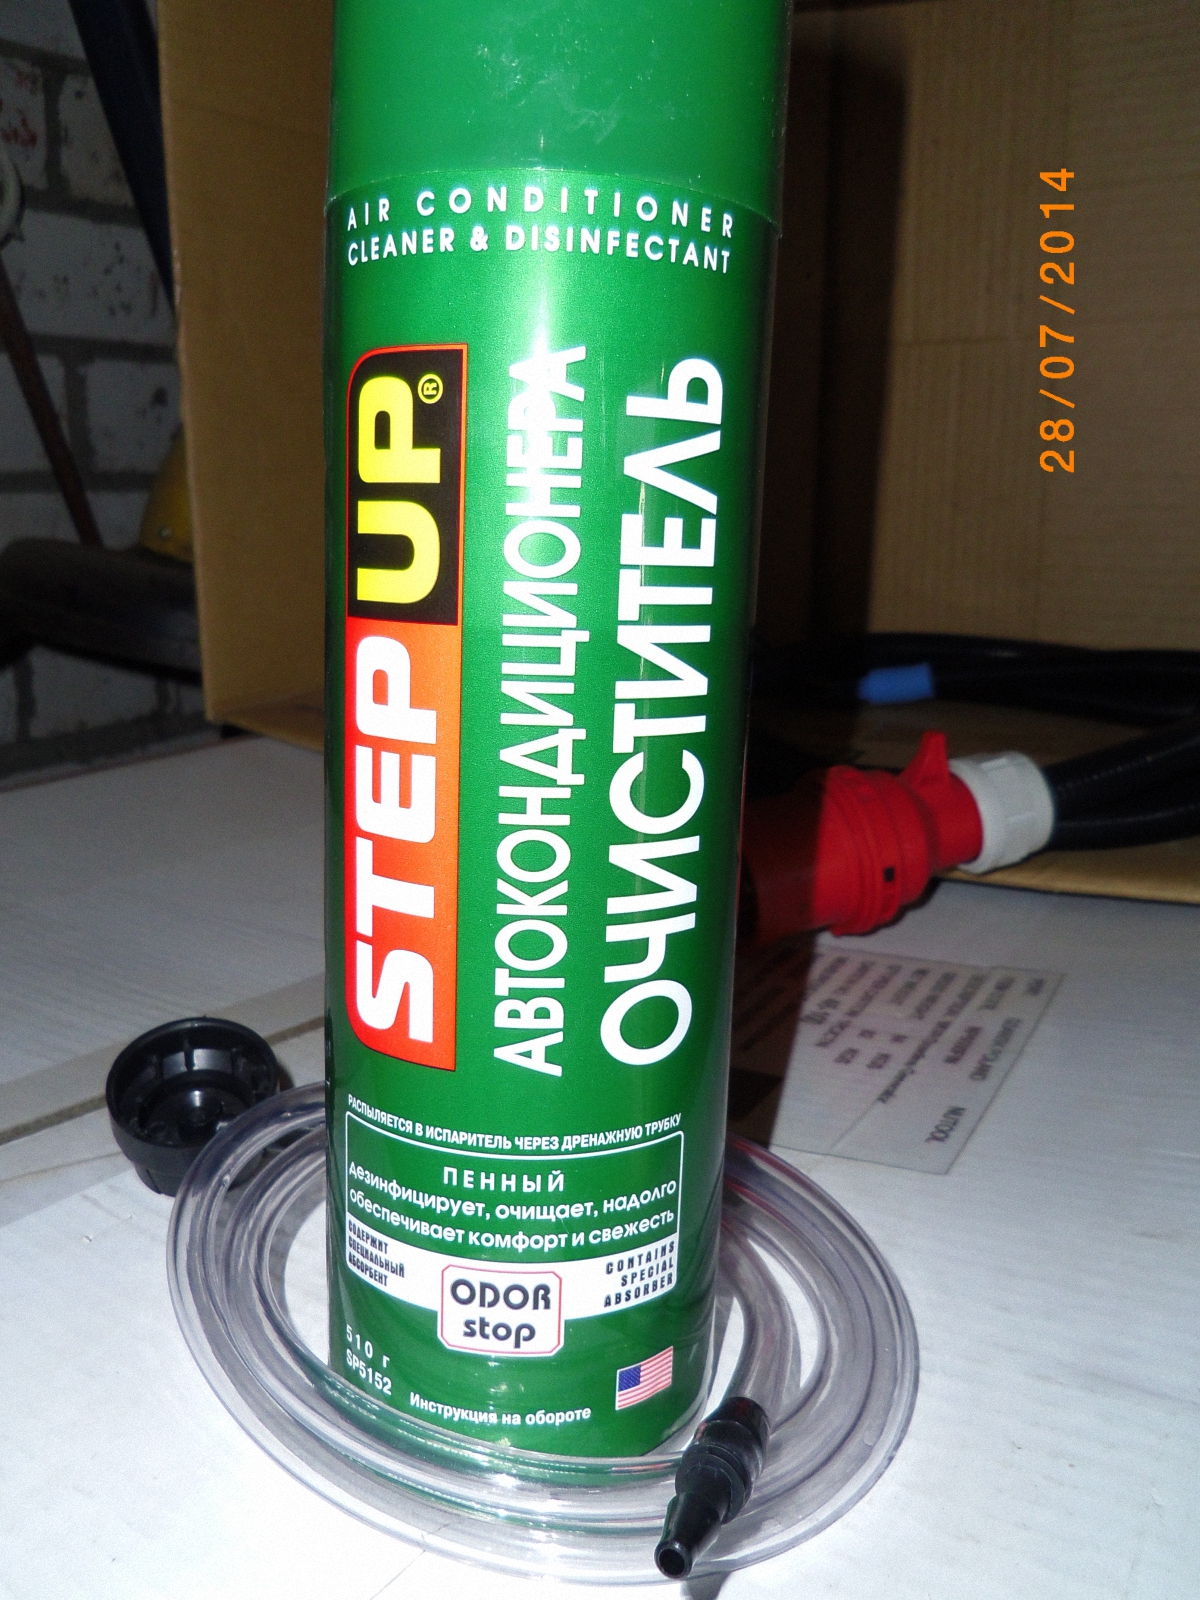 AIR CONDITIONER
CLEANER & DISINFECTANT
STEP UP®
АВТОКОНДИЦИОНЕРА
ОЧИСТИТЕЛЬ
РАСПЫЛЯЕТСЯ В ИСПАРИТЕЛЬ ЧЕРЕЗ ДРЕНАЖНУЮ ТРУБКУ
ПЕННЫЙ
дезинфицирует, очищает, надолго
обеспечивает комфорт и свежесть
СОДЕРЖИТ
СПЕЦИАЛЬНЫЙ
АБСОРБЕНТ
ODOR
stop
CONTAINS
SPECIAL
ABSORBER
510 г
SP5152
Инструкция на обороте
28/07/2014